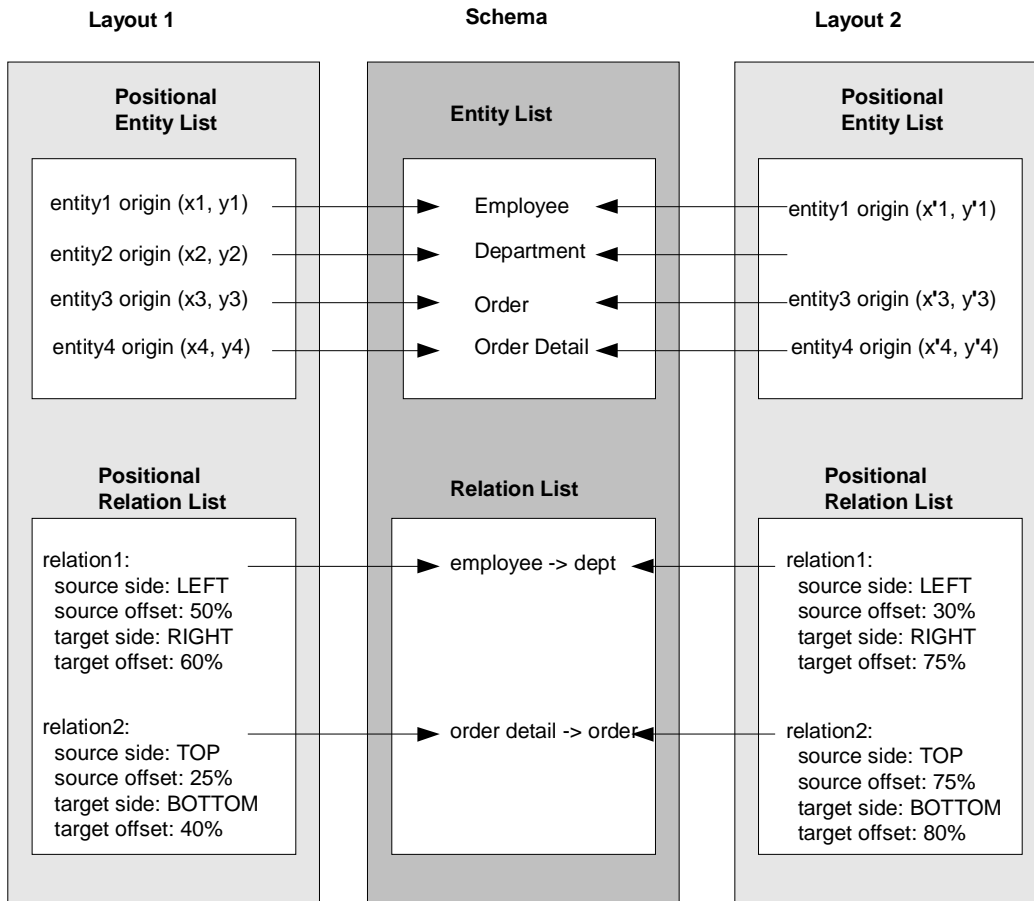 Layout 1
Schema
Layout 2
Positional
Entity List
entity1 origin (x1, y1)
entity2 origin (x2, y2)
entity3 origin (x3, y3)
entity4 origin (x4, y4)
Entity List
Employee
Department
Order
Order Detail
Positional
Entity List
entity1 origin (x'1, y'1)
entity3 origin (x'3, y'3)
entity4 origin (x'4, y'4)
Positional
Relation List
relation1:
source side: LEFT
source offset: 50%
target side: RIGHT
target offset: 60%
relation2:
source side: TOP
source offset: 25%
target side: BOTTOM
target offset: 40%
Relation List
employee -> dept
order detail -> order
Positional
Relation List
relation1:
source side: LEFT
source offset: 30%
target side: RIGHT
target offset: 75%
relation2:
source side: TOP
source offset: 75%
target side: BOTTOM
target offset: 80%